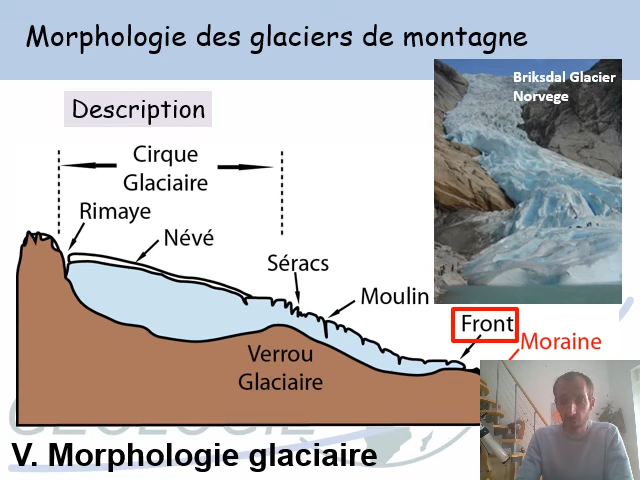 Morphologie des glaciers de montagne
Briksdal Glacier
Norvege
Description
Cirque
Glaciaire
Rimaye
Névé
Séracs
Moulin
Front
Moraine
Verrou
Glaciaire
GEOLOGIE
V. Morphologie glaciaire